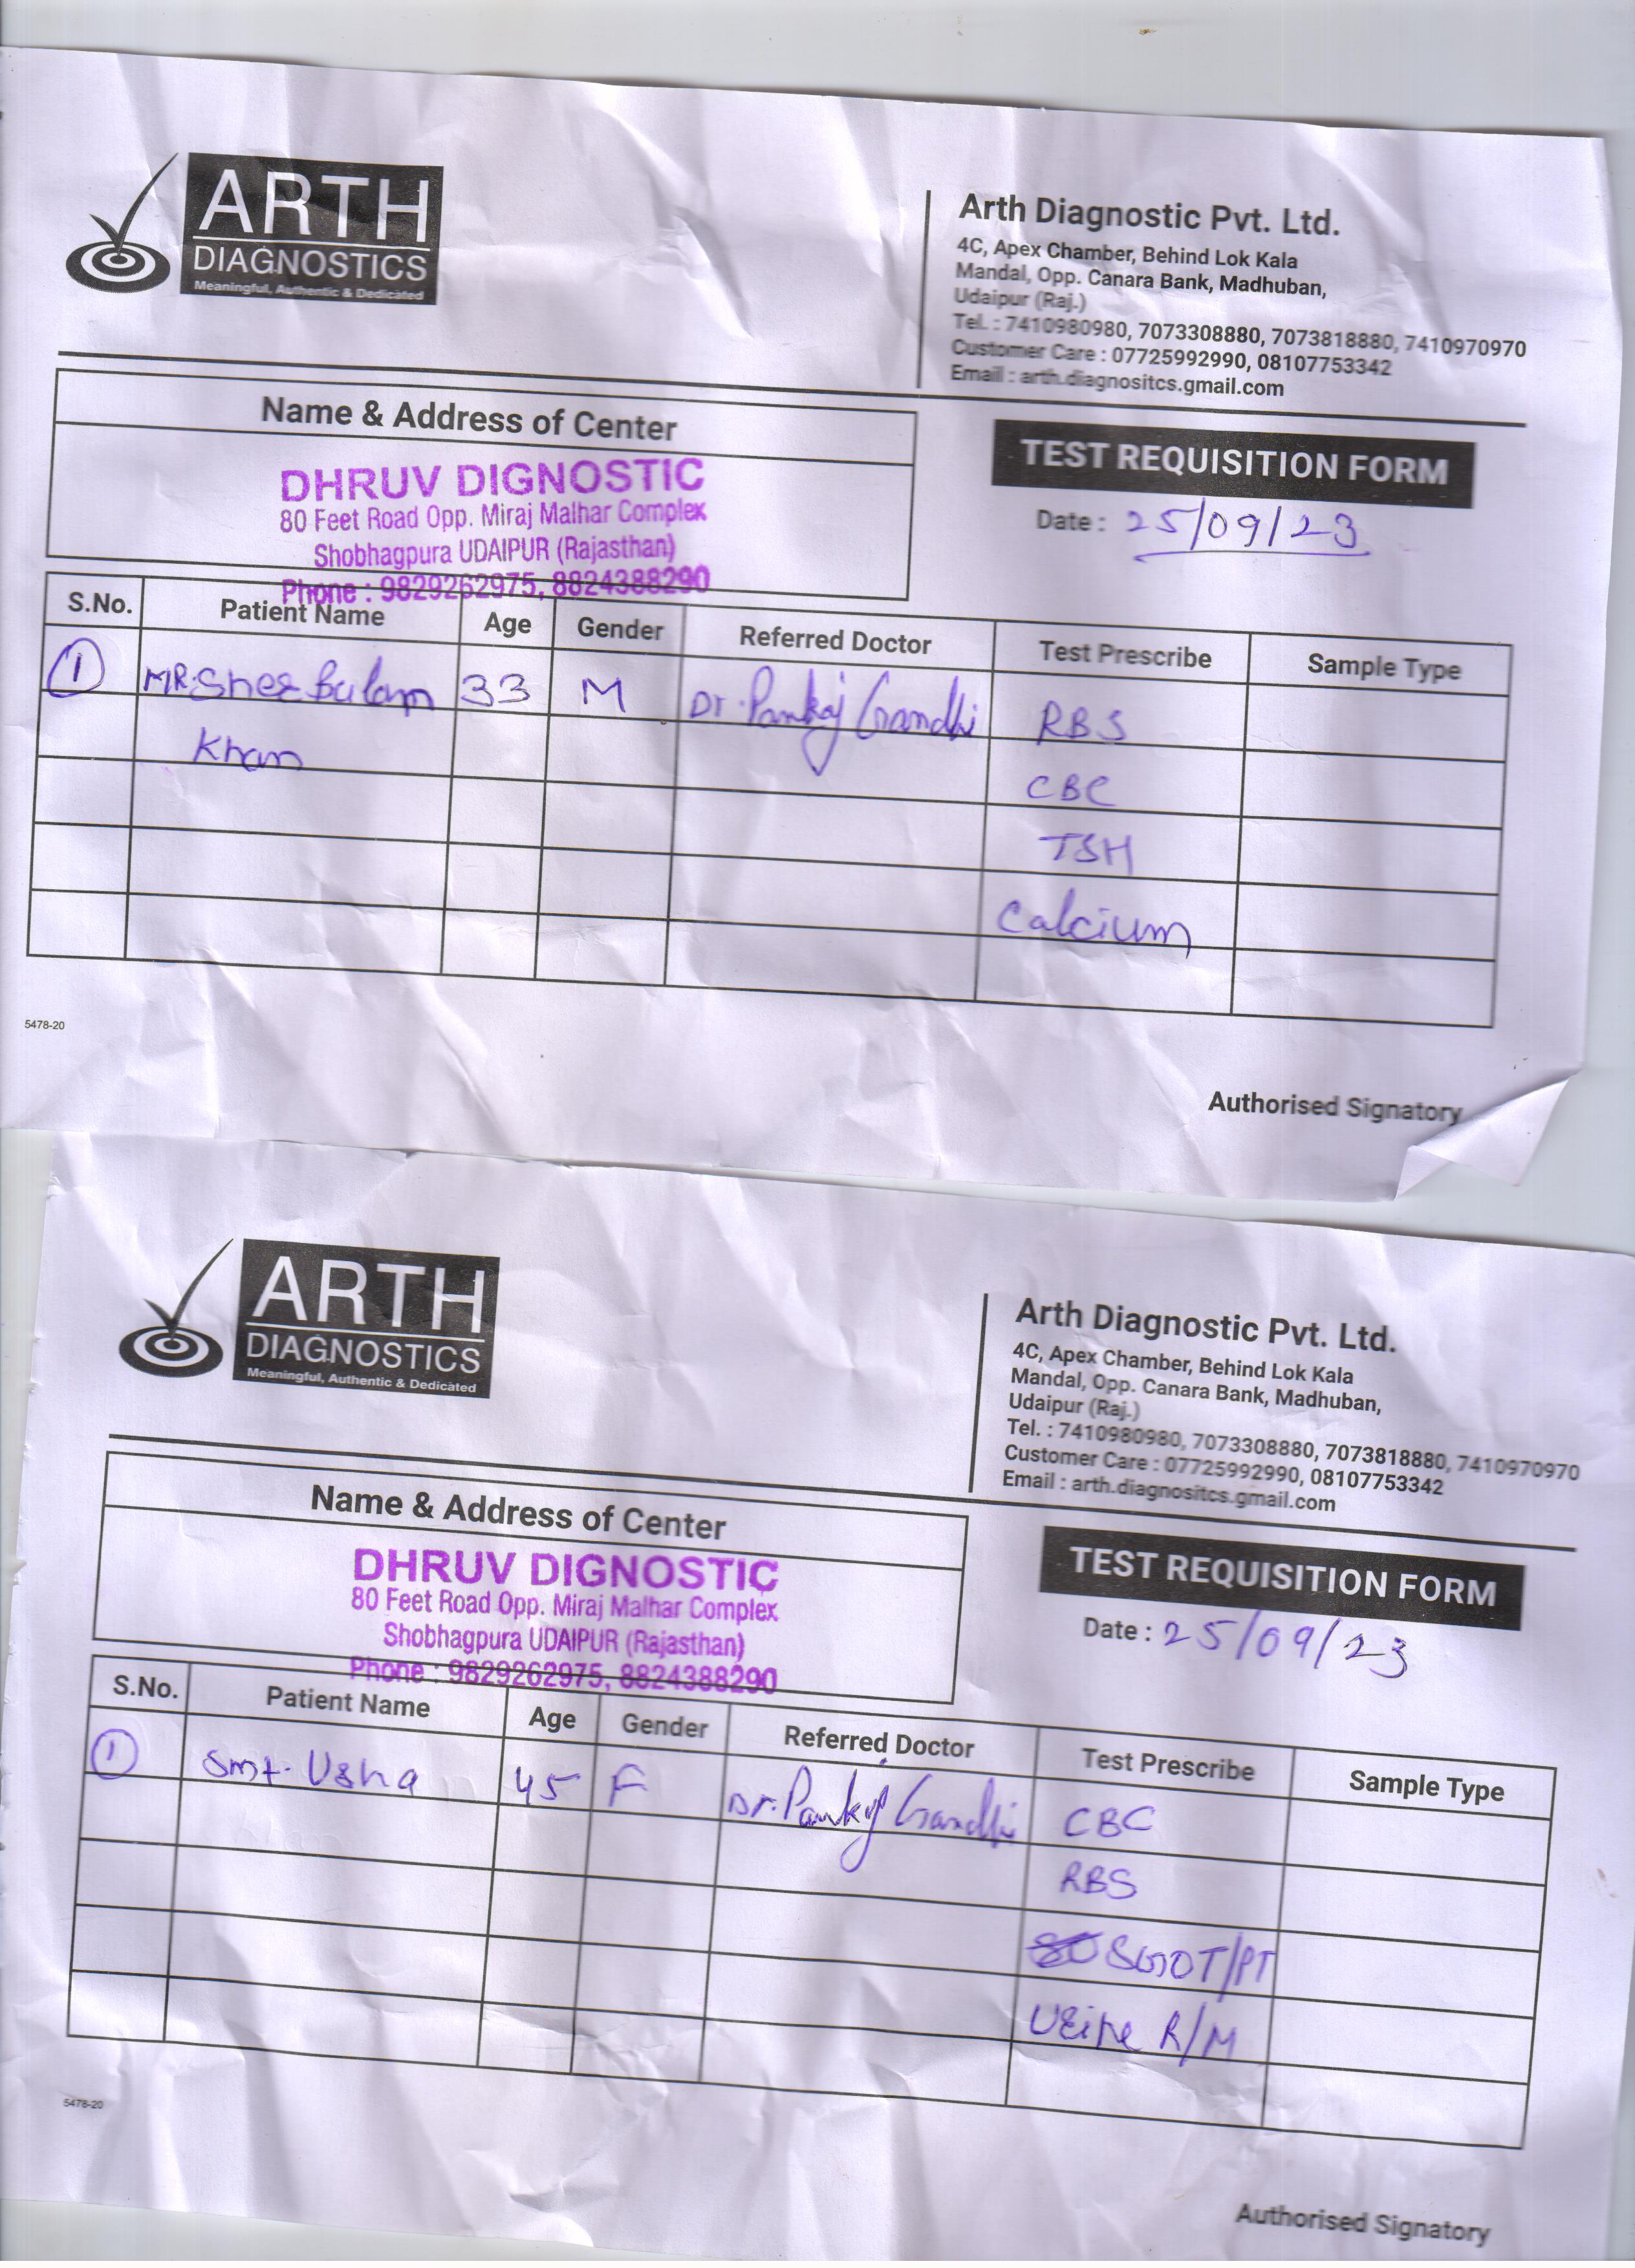 ARTH
DIAGNOSTICS
Meaningful, Authentic & Dedicated
Arth Diagnostic Pvt. Ltd.
4C, Apex Chamber, Behind Lok Kala
Mandal, Opp. Canara Bank, Madhuban,
Udaipur (Raj.)
Tel. : 7410980980, 7073308880, 7073818880, 7410970970
Customer Care : 07725992990, 08107753342
Email : arth.diagnositcs.gmail.com
Name & Address of Center
DHRUV DIGNOSTIC
80 Feet Road Opp. Miraj Malhar Complex
Shobhagpura UDAIPUR (Rajasthan)
Phone : 9829262975, 8824388290
TEST REQUISITION FORM
Date : 25/09/23
S.No. Patient Name Age Gender Referred Doctor Test Prescribe Sample Type
1 MR. Sher Balam 33 M Dr. Pankaj Gandhi RBS
Khan CBC
TSH
Calcium
5478-20
Authorised Signatory
ARTH
DIAGNOSTICS
Meaningful, Authentic & Dedicated
Arth Diagnostic Pvt. Ltd.
4C, Apex Chamber, Behind Lok Kala
Mandal, Opp. Canara Bank, Madhuban,
Udaipur (Raj.)
Tel. : 7410980980, 7073308880, 7073818880, 7410970970
Customer Care : 07725992990, 08107753342
Email : arth.diagnositcs.gmail.com
Name & Address of Center
DHRUV DIGNOSTIC
80 Feet Road Opp. Miraj Malhar Complex
Shobhagpura UDAIPUR (Rajasthan)
Phone : 9829262975, 8824388290
TEST REQUISITION FORM
Date : 25/09/23
S.No. Patient Name Age Gender Referred Doctor Test Prescribe Sample Type
1 Smt. Usha 45 F Dr. Pankaj Gandhi CBC
RBS
SGOT/PT
Urine R/M
5478-20
Authorised Signatory